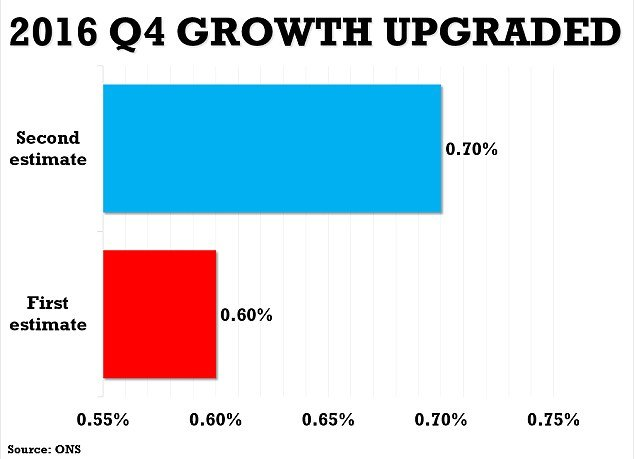 2016 Q4 GROWTH UPGRADED
Second
estimate
0.70%
First
estimate
0.60%
0.55% 0.60% 0.65% 0.70% 0.75%
Source: ONS